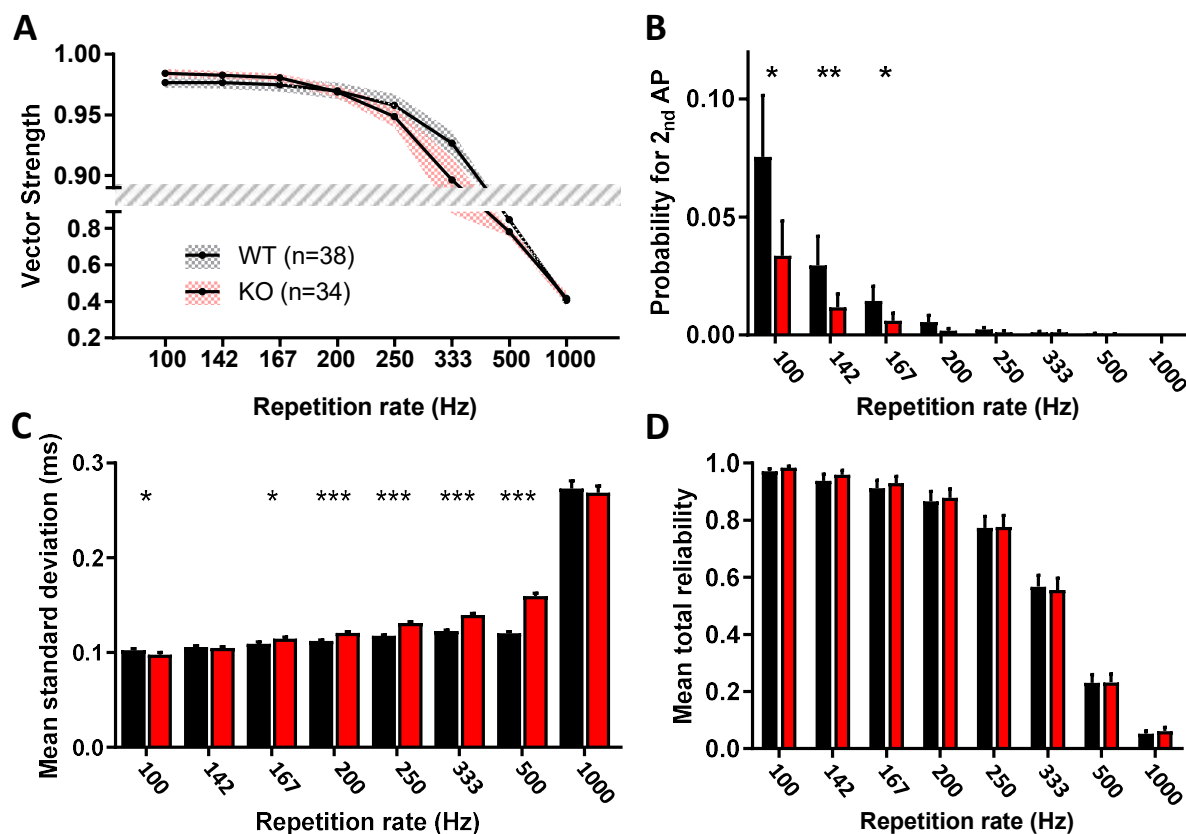 A
1.00
0.95
0.90
0.8
0.6
0.4
0.2
Vector Strength
WT (n=38)
KO (n=34)
100 142 167 200 250 333 500 1000
Repetition rate (Hz)
B
* ** *
0.10
0.05
0.00
Probability for 2nd AP
100 142 167 200 250 333 500 1000
Repetition rate (Hz)
C
0.3
0.2
0.1
0.0
Mean standard deviation (ms)
* * *** *** *** ***
100 142 167 200 250 333 500 1000
Repetition rate (Hz)
D
1.0
0.8
0.6
0.4
0.2
0.0
Mean total reliability
100 142 167 200 250 333 500 1000
Repetition rate (Hz)